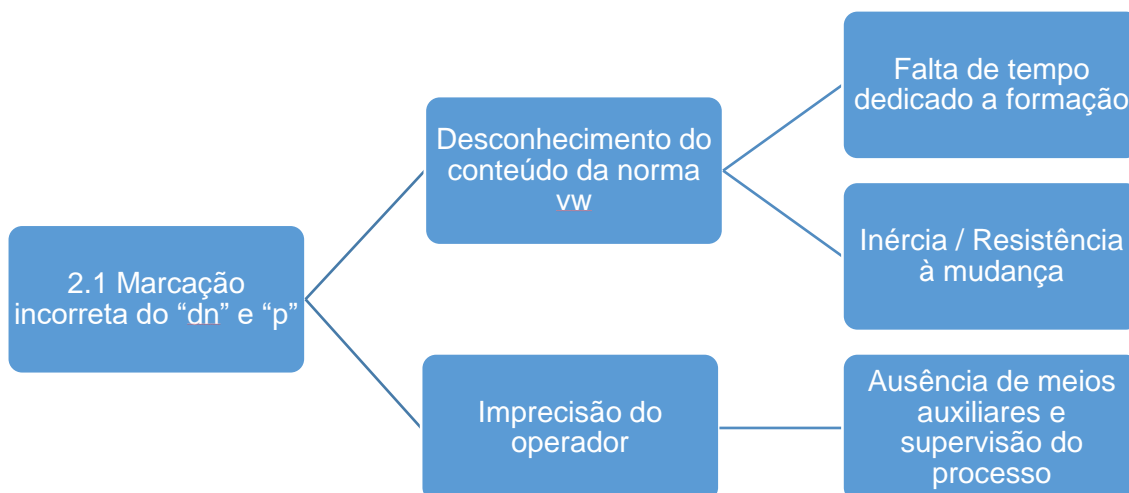 2.1 Marcação
incorreta do “dn” e “p”
Desconhecimento do
conteúdo da norma
vw
Imprecisão do
operador
Falta de tempo
dedicado a formação
Inércia / Resistência
à mudança
Ausência de meios
auxiliares e
supervisão do
processo